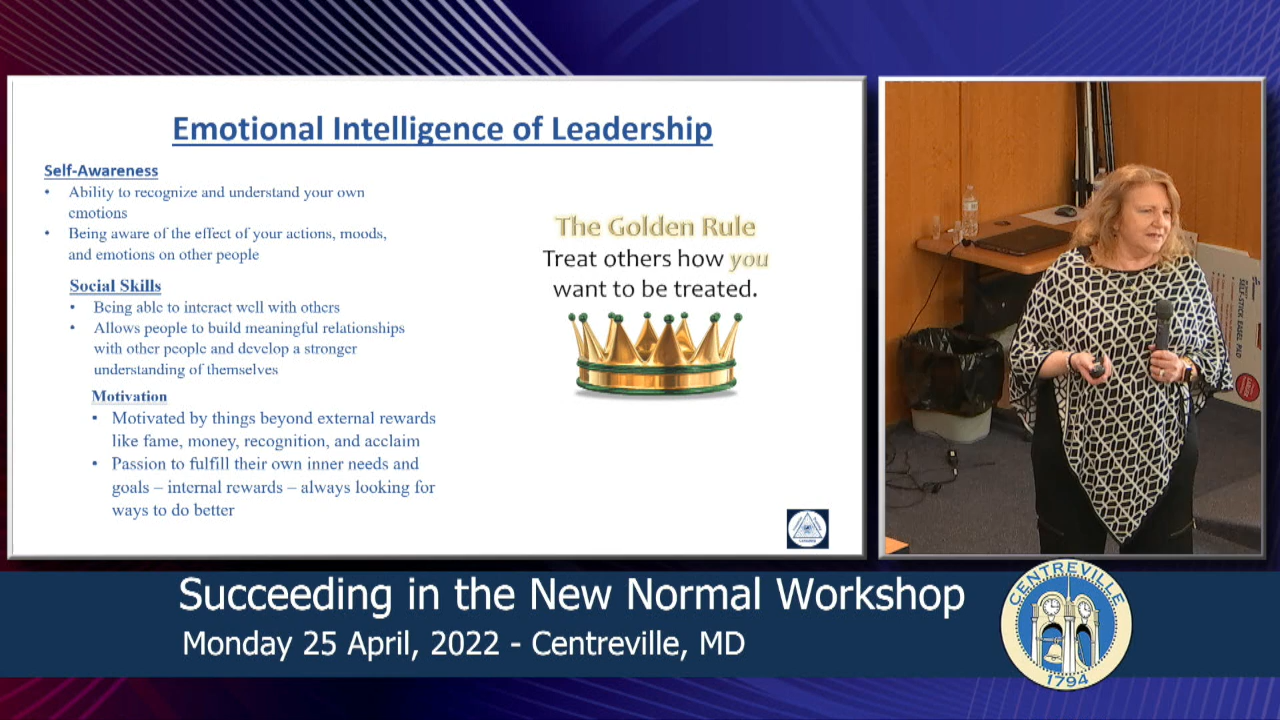 Emotional Intelligence of Leadership
Self-Awareness
• Ability to recognize and understand your own
emotions
• Being aware of the effect of your actions, moods,
and emotions on other people
Social Skills
• Being able to interact well with others
• Allows people to build meaningful relationships
with other people and develop a stronger
understanding of themselves
Motivation
• Motivated by things beyond external rewards
like fame, money, recognition, and acclaim
• Passion to fulfill their own inner needs and
goals – internal rewards – always looking for
ways to do better
The Golden Rule
Treat others how you
want to be treated.
SELF-STICK EASEL PAD
Succeeding in the New Normal Workshop
Monday 25 April, 2022 - Centreville, MD
CENTREVILLE
1794